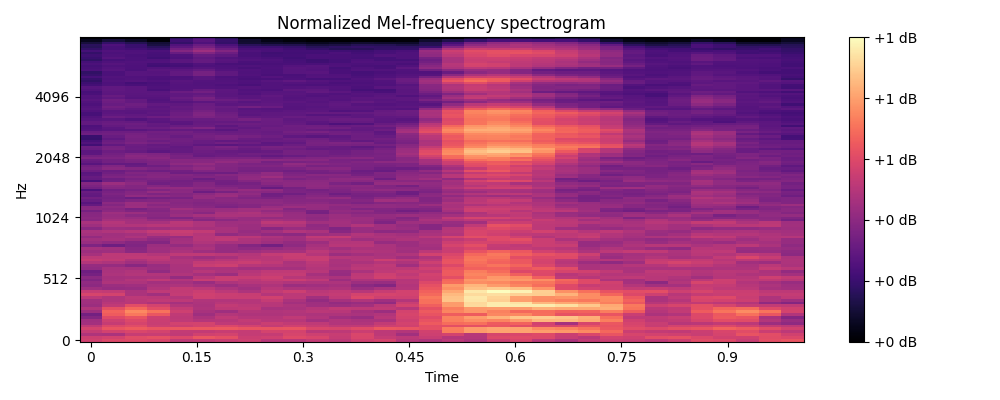 Normalized Mel-frequency spectrogram
Hz
4096
2048
1024
512
0
0 0.15 0.3 0.45 0.6 0.75 0.9
Time
+1 dB
+1 dB
+1 dB
+0 dB
+0 dB
+0 dB